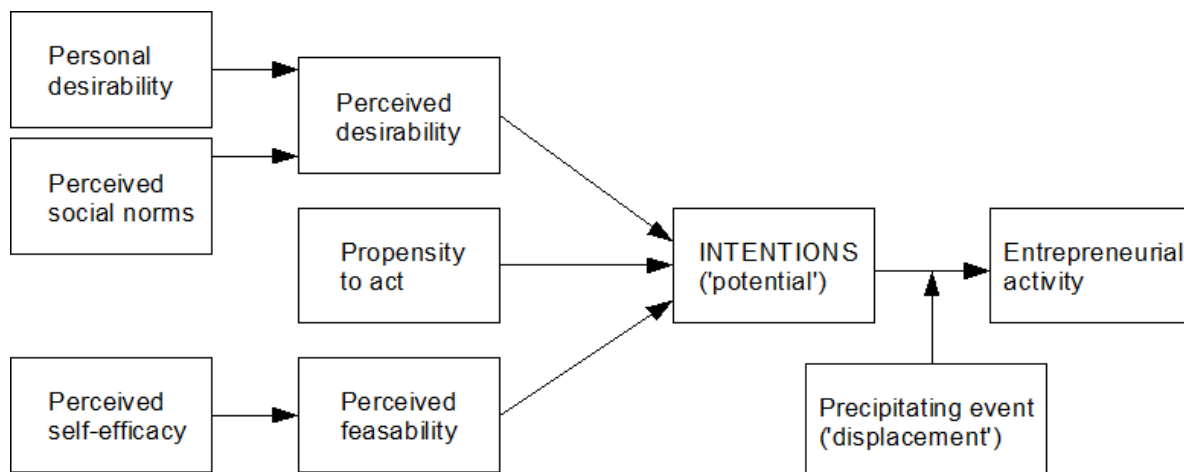 Personal
desirability
Perceived
social norms
Perceived
desirability
Propensity
to act
Perceived
self-efficacy
Perceived
feasability
INTENTIONS
('potential')
Entrepreneurial
activity
Precipitating event
('displacement')